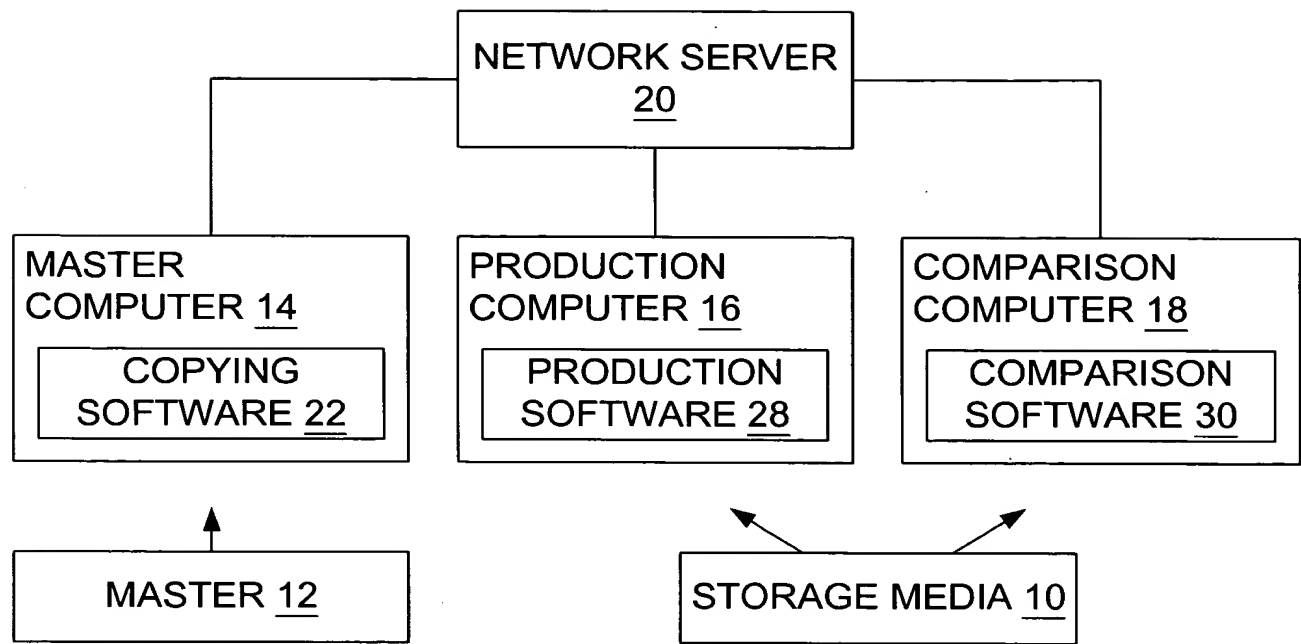 NETWORK SERVER
20
MASTER
COMPUTER 14
COPYING
SOFTWARE 22
PRODUCTION
COMPUTER 16
PRODUCTION
SOFTWARE 28
COMPARISON
COMPUTER 18
COMPARISON
SOFTWARE 30
MASTER 12
STORAGE MEDIA 10